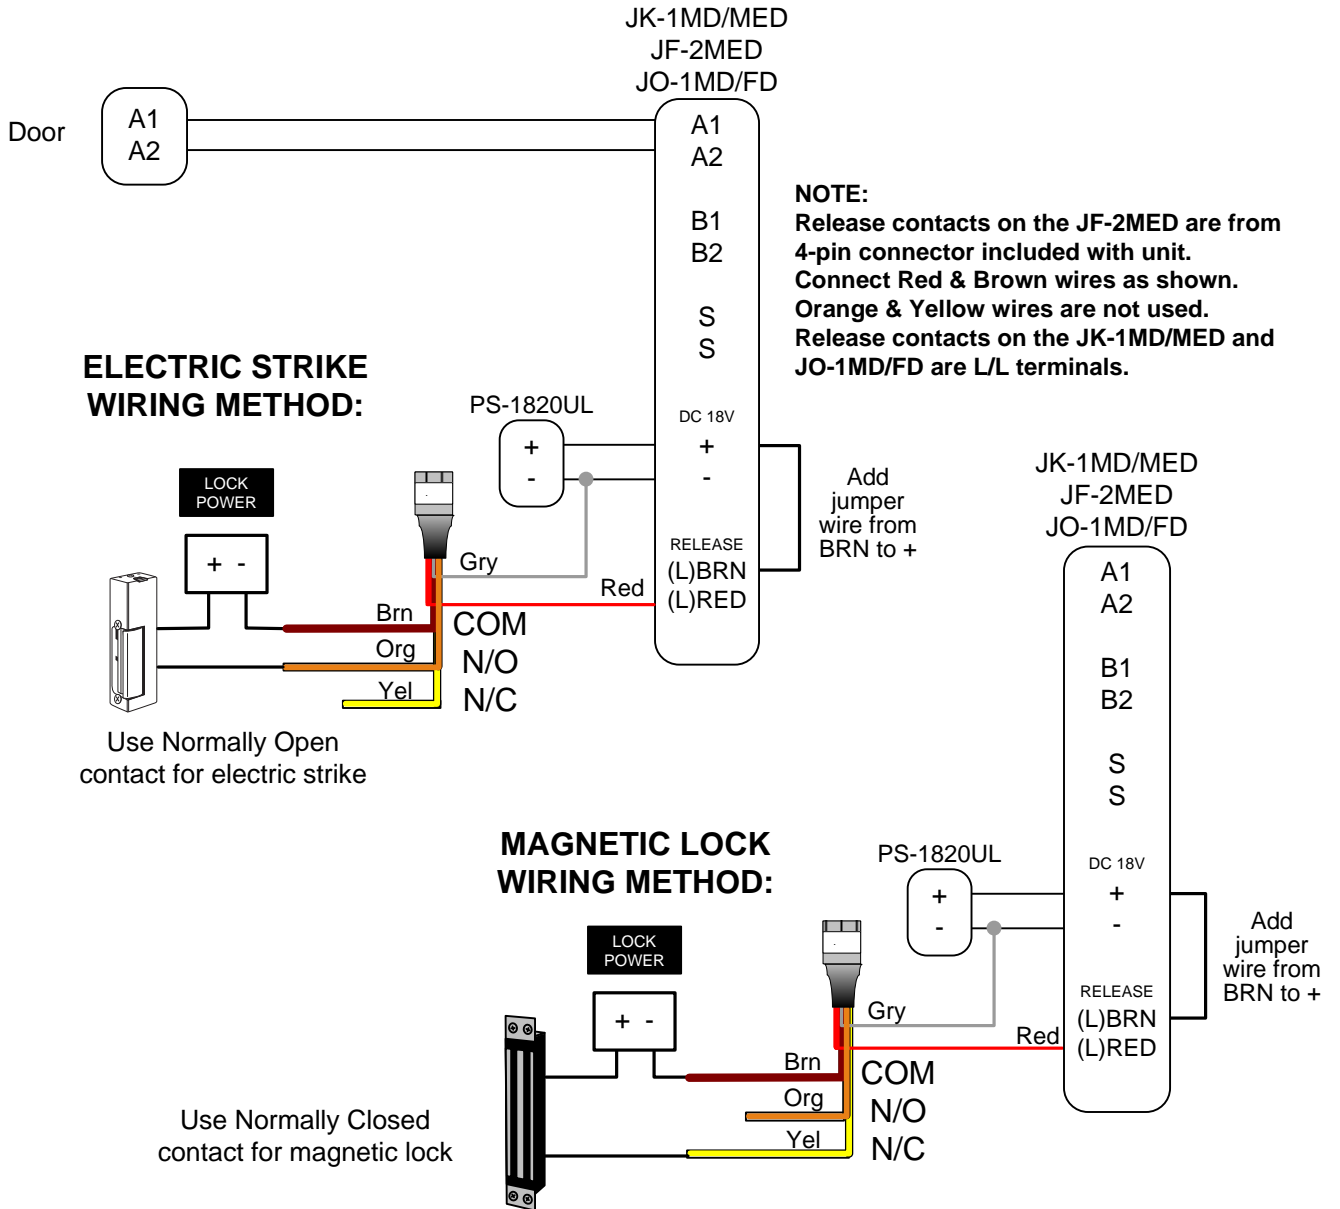 JK-1MD/MED
JF-2MED
JO-1MD/FD
Door
A1
A2
A1
A2
B1
B2
S
S
DC 18V
+
-
RELEASE
(L)BRN
(L)RED
NOTE:
Release contacts on the JF-2MED are from
4-pin connector included with unit.
Connect Red & Brown wires as shown.
Orange & Yellow wires are not used.
Release contacts on the JK-1MD/MED and
JO-1MD/FD are L/L terminals.
ELECTRIC STRIKE
WIRING METHOD:
PS-1820UL
+
-
Add
jumper
wire from
BRN to +
LOCK
POWER
+ -
Gry
Red
Brn
COM
Org
N/O
Yel
N/C
Use Normally Open
contact for electric strike
JK-1MD/MED
JF-2MED
JO-1MD/FD
A1
A2
B1
B2
S
S
DC 18V
+
-
RELEASE
(L)BRN
(L)RED
MAGNETIC LOCK
WIRING METHOD:
PS-1820UL
+
-
Add
jumper
wire from
BRN to +
LOCK
POWER
+ -
Gry
Red
Brn
COM
Org
N/O
Yel
N/C
Use Normally Closed
contact for magnetic lock